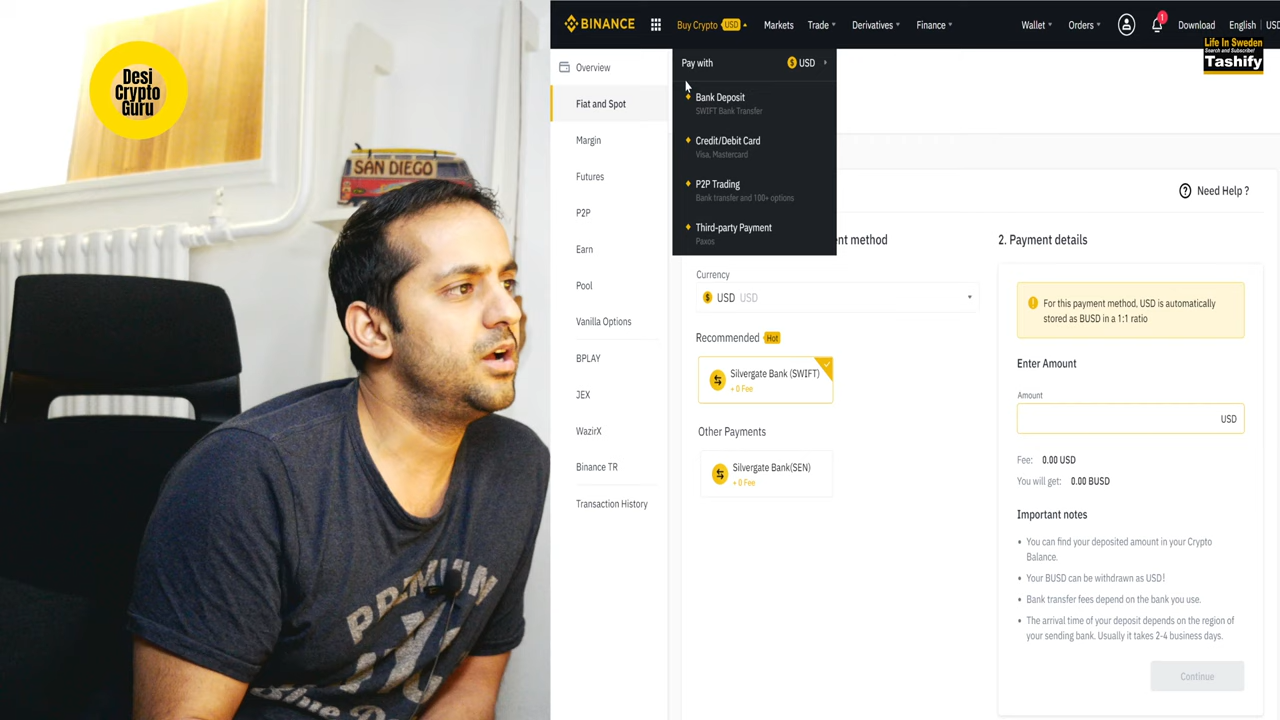 Desi
Crypto
Guru
SAN DIEGO
PREMIUM
BINANCE
Buy Crypto USD
Markets
Trade
Derivatives
Finance
Wallet
Orders
1
Download
English
USD
Life In Sweden
Search and Subscribe!
Tashify
Overview
Fiat and Spot
Margin
Futures
P2P
Earn
Pool
Vanilla Options
BPLAY
JEX
WazirX
Binance TR
Transaction History
Pay with
USD
Bank Deposit
SWIFT Bank Transfer
Credit/Debit Card
Visa, Mastercard
P2P Trading
Bank transfer and 100+ options
Third-party Payment
Paxos
Need Help ?
nt method
Currency
USD USD
Recommended Hot
Silvergate Bank (SWIFT)
+ 0 Fee
Other Payments
Silvergate Bank(SEN)
+ 0 Fee
2. Payment details
For this payment method, USD is automatically
stored as BUSD in a 1:1 ratio
Enter Amount
Amount
USD
Fee: 0.00 USD
You will get: 0.00 BUSD
Important notes
• You can find your deposited amount in your Crypto
Balance.
• Your BUSD can be withdrawn as USD!
• Bank transfer fees depend on the bank you use.
• The arrival time of your deposit depends on the region of
your sending bank. Usually it takes 2-4 business days.
Continue